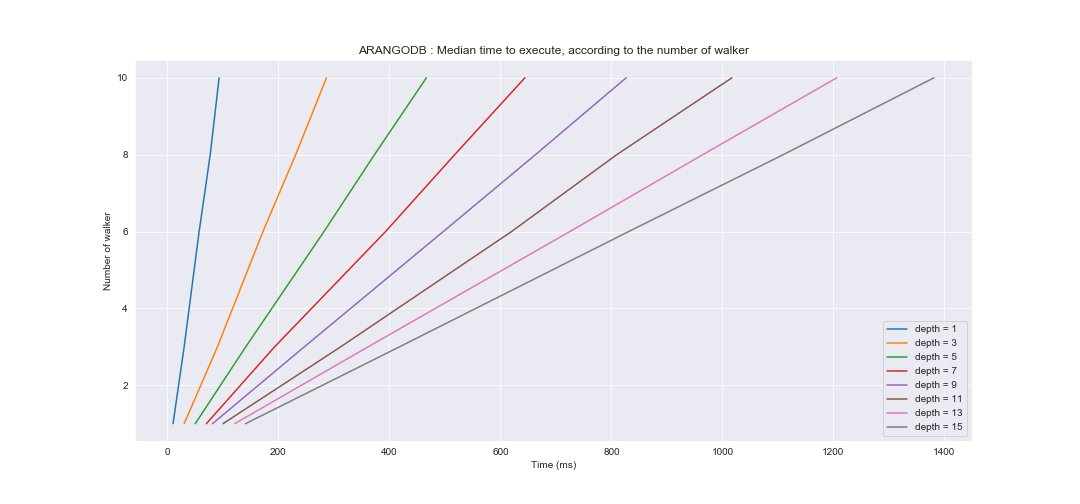 ARANGODB : Median time to execute, according to the number of walker
Number of walker
10
8
6
4
2
0
200
400
600
800
1000
1200
1400
Time (ms)
depth = 1
depth = 3
depth = 5
depth = 7
depth = 9
depth = 11
depth = 13
depth = 15